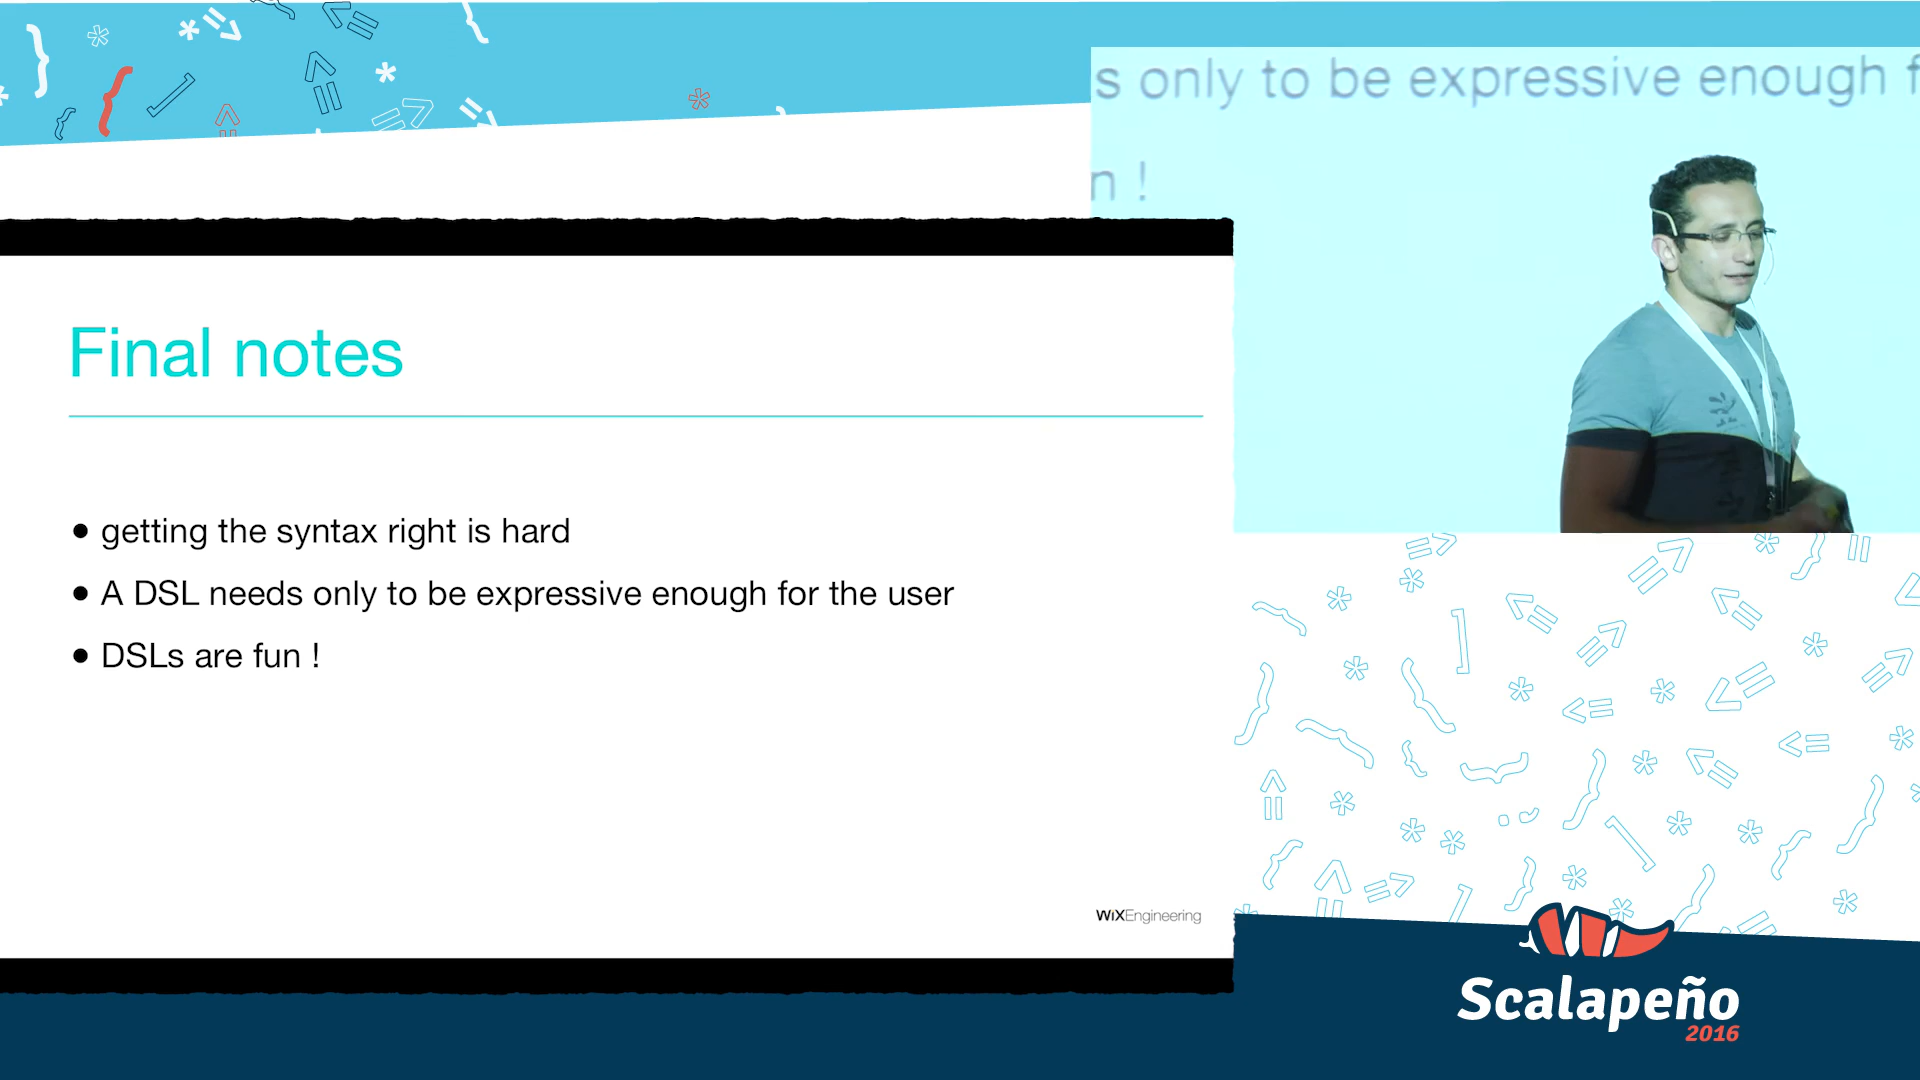 s only to be expressive enough f
n !
Final notes
• getting the syntax right is hard
• A DSL needs only to be expressive enough for the user
• DSLs are fun !
WiXEngineering
Scalapeño
2016